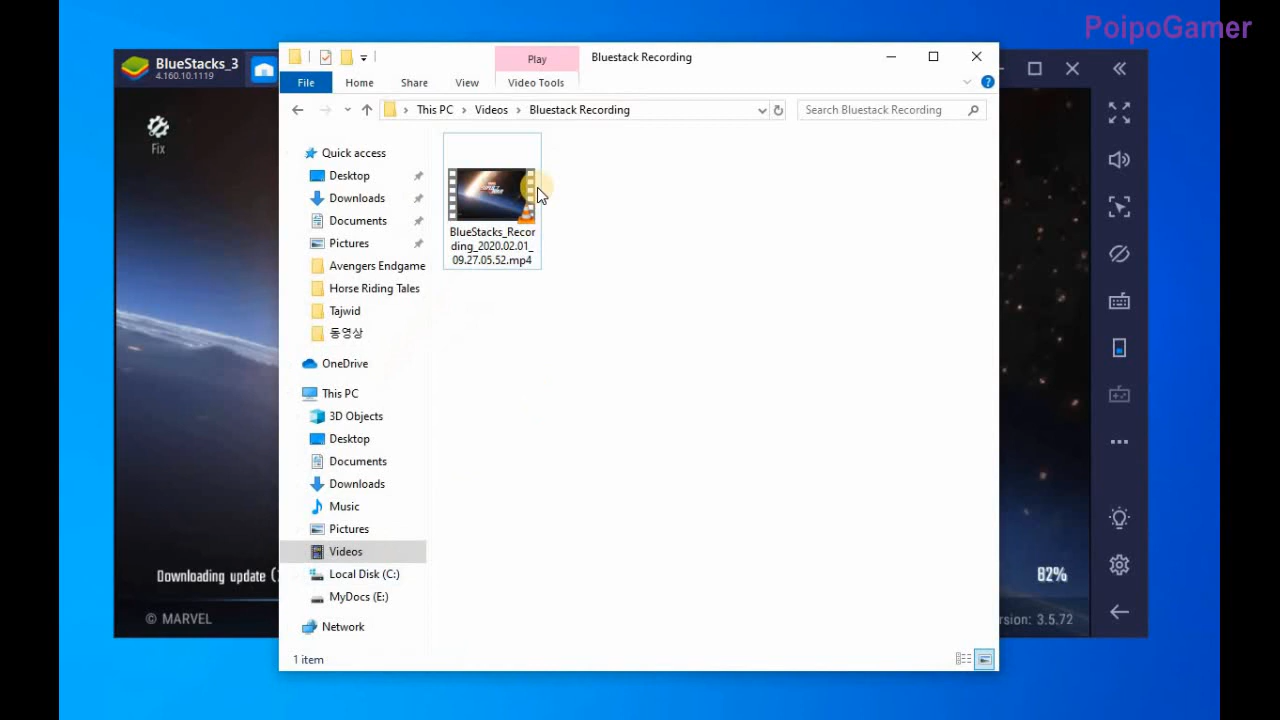 PoipoGamer
BlueStacks_3
4.160.10.1119
Play
Bluestack Recording
File
Home
Share
View
Video Tools
This PC
Videos
Bluestack Recording
Search Bluestack Recording
Fix
Quick access
Desktop
Downloads
Documents
Pictures
Avengers Endgame
Horse Riding Tales
Tajwid
동영상
OneDrive
This PC
3D Objects
Desktop
Documents
Downloads
Music
Pictures
Videos
Local Disk (C:)
MyDocs (E:)
Network
BlueStacks_Recor
ding_2020.02.01_
09.27.05.52.mp4
Downloading update (
82%
© MARVEL
rsion: 3.5.72
1 item